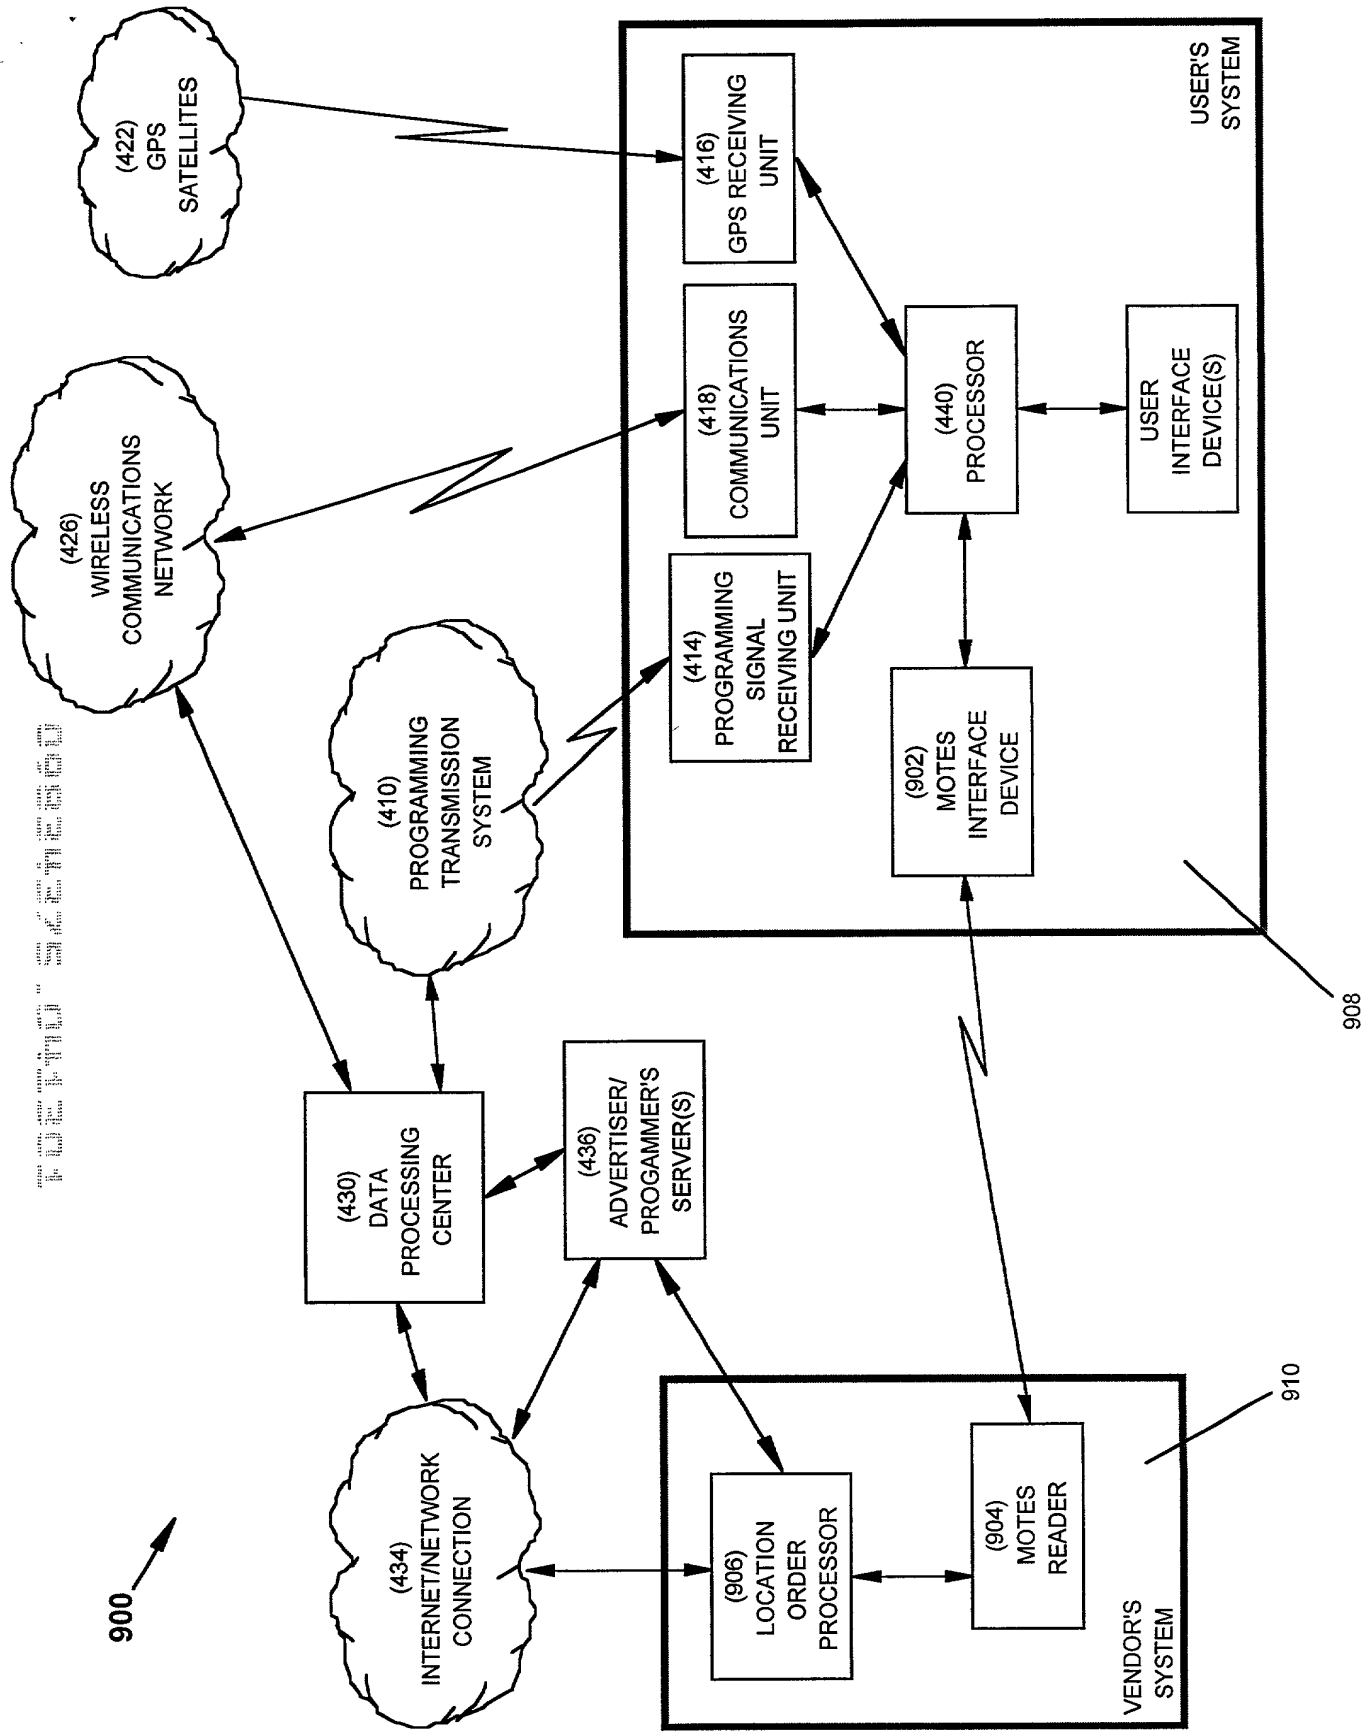 900
(434)
INTERNET/NETWORK
CONNECTION
(430)
DATA
PROCESSING
CENTER
(426)
WIRELESS
COMMUNICATIONS
NETWORK
(422)
GPS
SATELLITES
(410)
PROGRAMMING
TRANSMISSION
SYSTEM
(436)
ADVERTISER/
PROGAMMER'S
SERVER(S)
VENDOR'S
SYSTEM
(906)
LOCATION
ORDER
PROCESSOR
(904)
MOTES
READER
910
(414)
PROGRAMMING
SIGNAL
RECEIVING UNIT
(418)
COMMUNICATIONS
UNIT
(416)
GPS RECEIVING
UNIT
(902)
MOTES
INTERFACE
DEVICE
(440)
PROCESSOR
USER
INTERFACE
DEVICE(S)
USER'S
SYSTEM
908